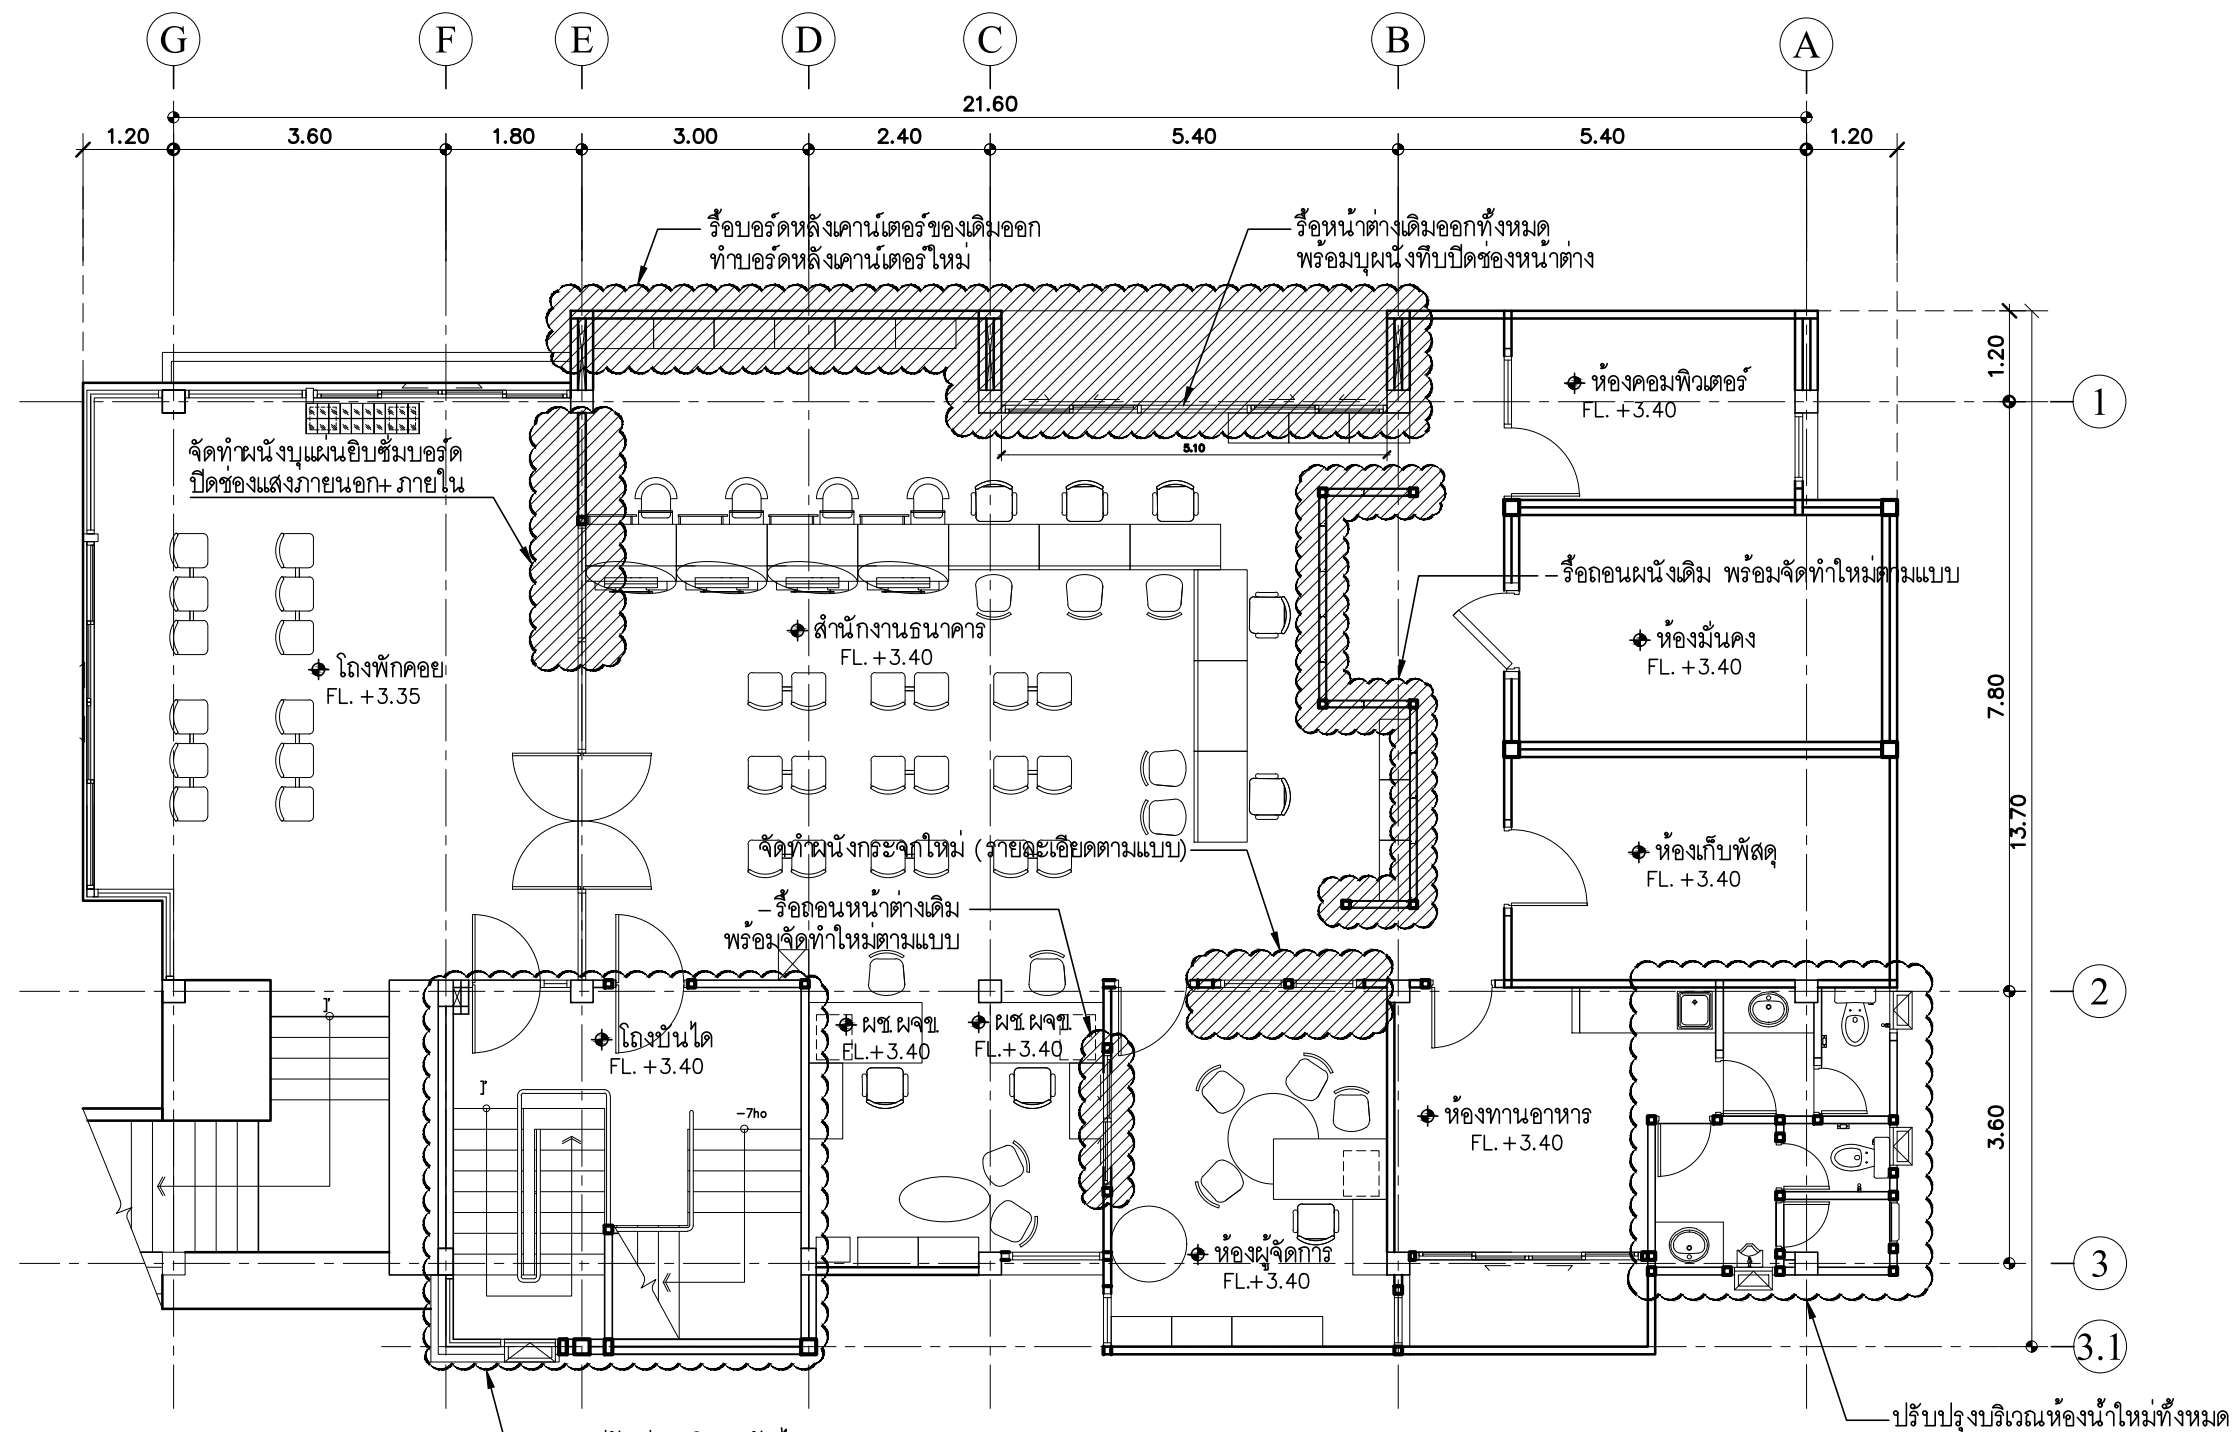 G F E D C B A
21.60
1.20 3.60 1.80 3.00 2.40 5.40 5.40 1.20
รื้อบอร์ดหลังเคาน์เตอร์ของเดิมออก
ทำบอร์ดหลังเคาน์เตอร์ใหม่
รื้อหน้าต่างเดิมออกทั้งหมด
พร้อมบุผนังทึบปิดช่องหน้าต่าง
1.20
ห้องคอมพิวเตอร์
FL. +3.40
1
5.10
จัดทำผนังบุแผ่นยิบซั่มบอร์ด
ปิดช่องแสงภายนอก+ภายใน
-รื้อถอนผนังเดิม พร้อมจัดทำใหม่ตามแบบ
สำนักงานธนาคาร
FL. +3.40
ห้องมั่นคง
FL. +3.40
โถงพักคอย
FL. +3.35
7.80
13.70
จัดทำผนังกระจกใหม่ (รายละเอียดตามแบบ)
ห้องเก็บพัสดุ
FL. +3.40
-รื้อถอนหน้าต่างเดิม
พร้อมจัดทำใหม่ตามแบบ
2
ผช.ผจข.
FL.+3.40
ผช.ผจข.
FL.+3.40
โถงบันได
FL. +3.40
-7ho
ห้องทานอาหาร
FL. +3.40
3.60
ห้องผู้จัดการ
FL.+3.40
3
3.1
ปรับปรุงบริเวณห้องน้ำใหม่ทั้งหมด